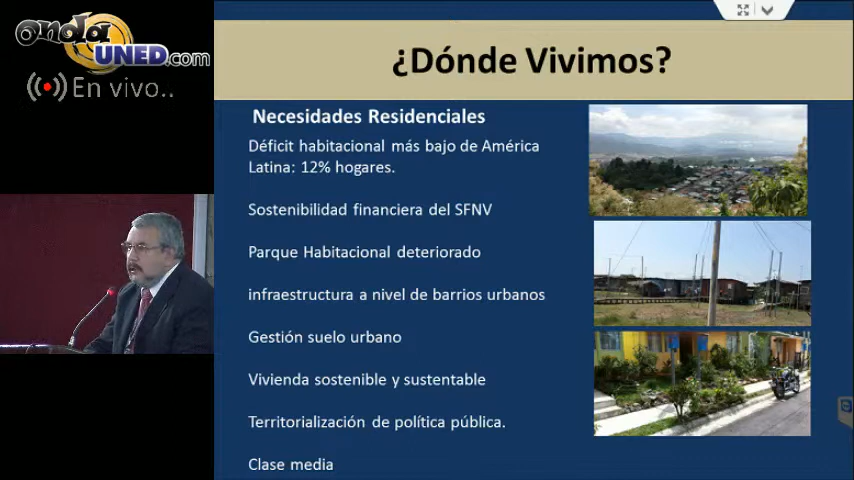 onda
UNED.com
En vivo..
¿Dónde Vivimos?
Necesidades Residenciales
Déficit habitacional más bajo de América
Latina: 12% hogares.
Sostenibilidad financiera del SFNV
Parque Habitacional deteriorado
infraestructura a nivel de barrios urbanos
Gestión suelo urbano
Vivienda sostenible y sustentable
Territorialización de política pública.
Clase media